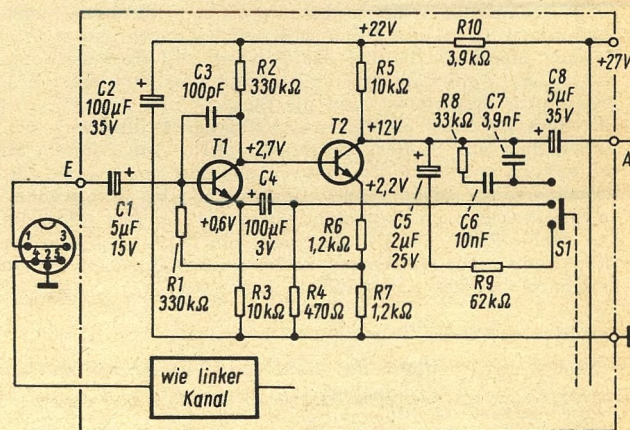 +22V
R10
3,9kΩ
+27V
C2
100µF
35V
+
C3
100pF
R2
330kΩ
R5
10kΩ
C8
5µF
35V
+
R8
33kΩ
C7
3,9nF
T1
T2
+12V
+2,7V
A
E
+
C1
5µF
15V
+0,6V
+
C4
100µF
3V
+2,2V
+
C5
2µF
25V
C6
10nF
S1
R6
1,2kΩ
R1
330kΩ
R3
10kΩ
R4
470Ω
R7
1,2kΩ
R9
62kΩ
1
3
4
2
5
wie linker
Kanal